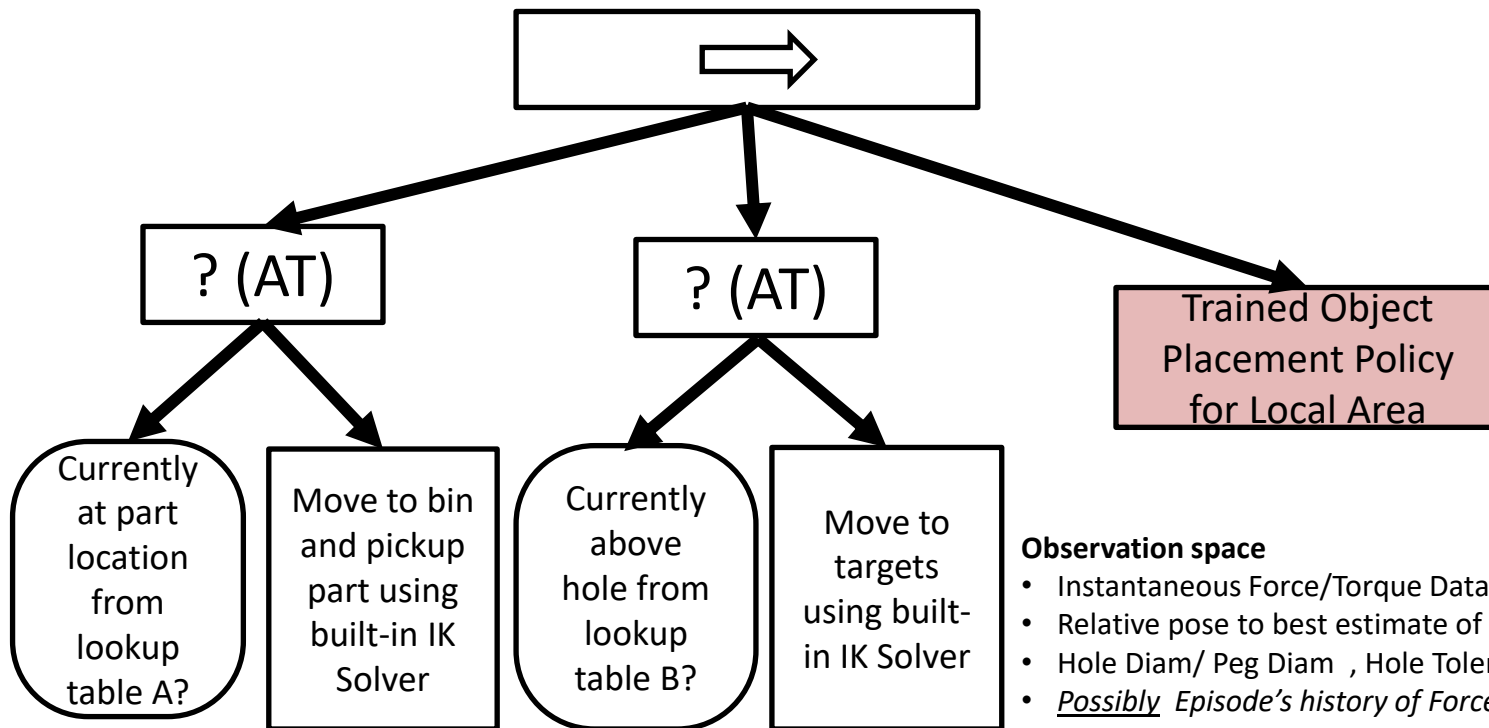 ? (AT)
? (AT)
Trained Object
Placement Policy
for Local Area
Currently
at part
location
from
lookup
table A?
Move to bin
and pickup
part using
built-in IK
Solver
Currently
above
hole from
lookup
table B?
Move to
targets
using built-
in IK Solver
Observation space
• Instantaneous Force/Torque Data
• Relative pose to best estimate of
• Hole Diam/ Peg Diam , Hole Toler
• Possibly Episode's history of Force